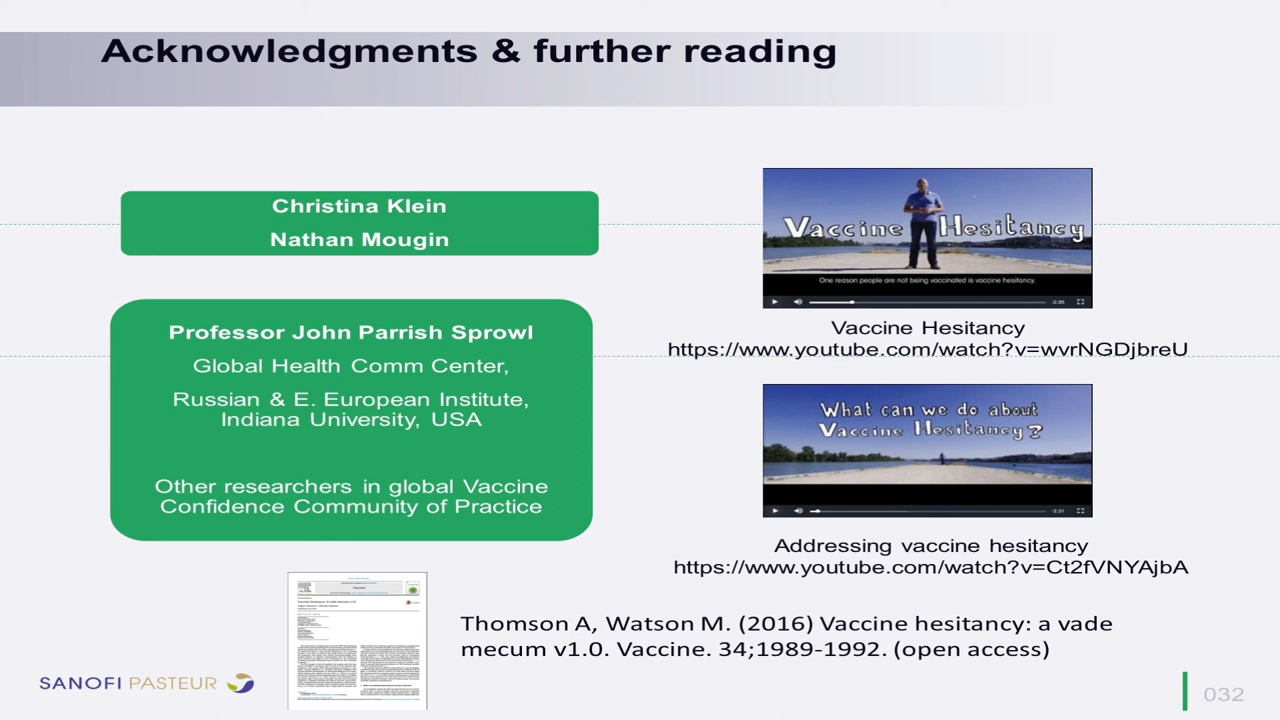 Acknowledgments & further reading
Christina Klein
Nathan Mougin
Professor John Parrish Sprowl
Global Health Comm Center,
Russian & E. European Institute,
Indiana University, USA
Other researchers in global Vaccine
Confidence Community of Practice
Vaccine Hesitancy
One reason people are not being vaccinated is vaccine hesitancy.
-2:35
Vaccine Hesitancy
https://www.youtube.com/watch?v=wvrNGDjbreU
What can we do about
Vaccine Hesitancy?
-3:31
Addressing vaccine hesitancy
https://www.youtube.com/watch?v=Ct2fVNYAjbA
Thomson A, Watson M. (2016) Vaccine hesitancy: a vade
mecum v1.0. Vaccine. 34;1989-1992. (open access)
SANOFI PASTEUR
032